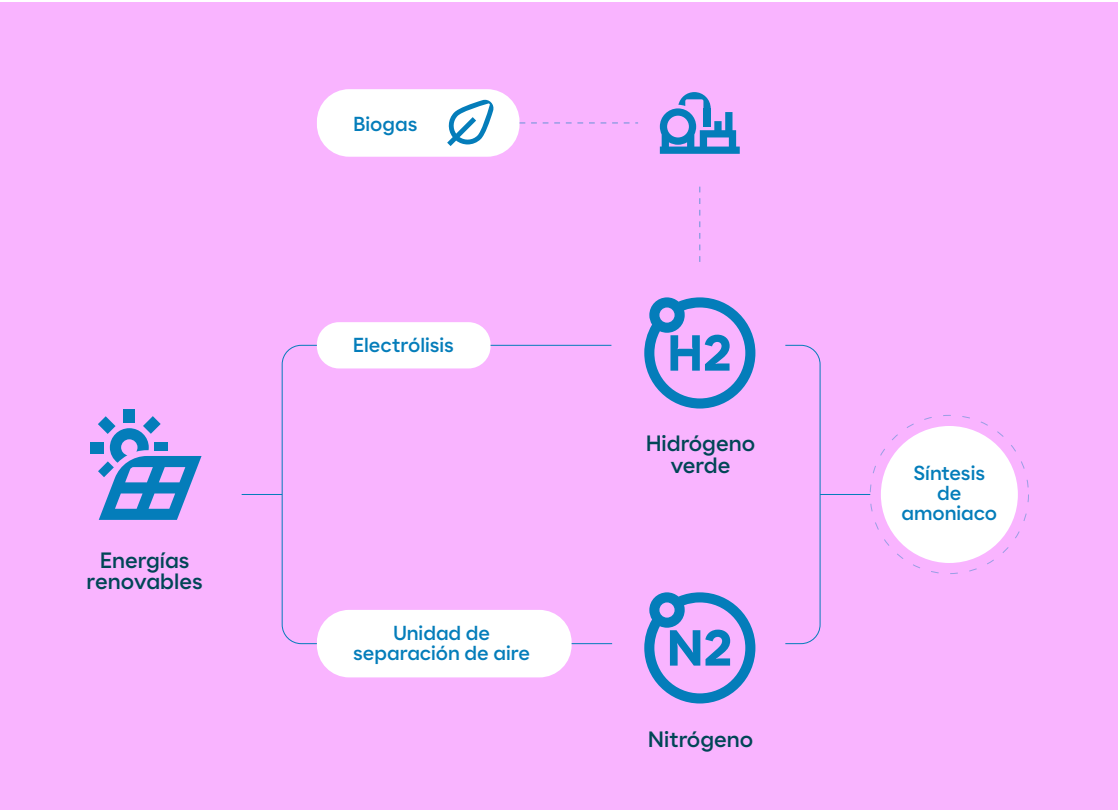 Biogas
Electrólisis
H2
Hidrógeno
verde
Energías
renovables
Síntesis
de
amoniaco
Unidad de
separación de aire
N2
Nitrógeno